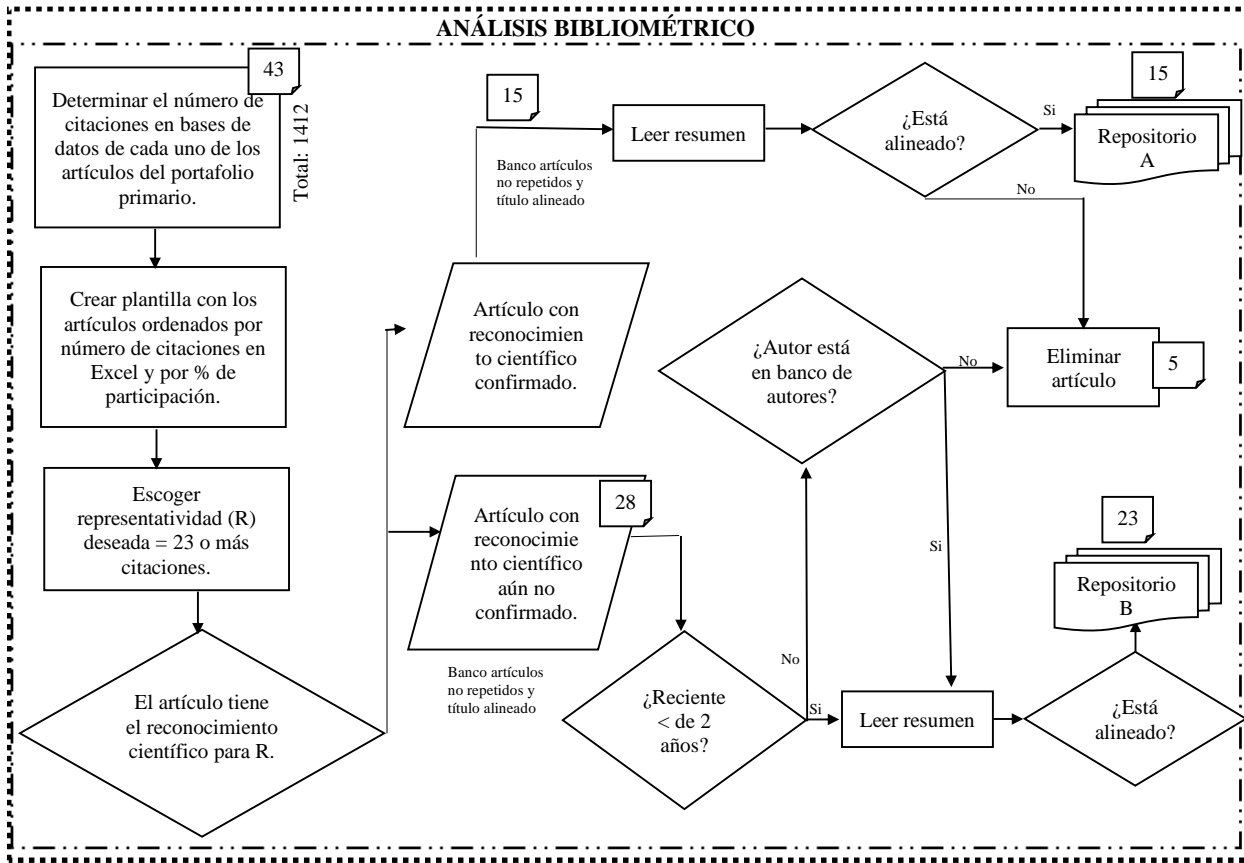 ANÁLISIS BIBLIOMÉTRICO
43
Determinar el número de
citaciones en bases de
datos de cada uno de los
artículos del portafolio
primario.
Total: 1412
Crear plantilla con los
artículos ordenados por
número de citaciones en
Excel y por % de
participación.
Escoger
representatividad (R)
deseada = 23 o más
citaciones.
El artículo tiene
el reconocimiento
científico para R.
15
Banco artículos
no repetidos y
título alineado
Leer resumen
¿Está
alineado?
Si
No
15
Repositorio
A
Artículo con
reconocimien
to científico
confirmado.
28
Artículo con
reconocimie
nto científico
aún no
confirmado.
Banco artículos
no repetidos y
título alineado
¿Reciente
< de 2
años?
No
Si
¿Autor está
en banco de
autores?
No
Si
Eliminar
artículo
5
Leer resumen
¿Está
alineado?
23
Repositorio
B